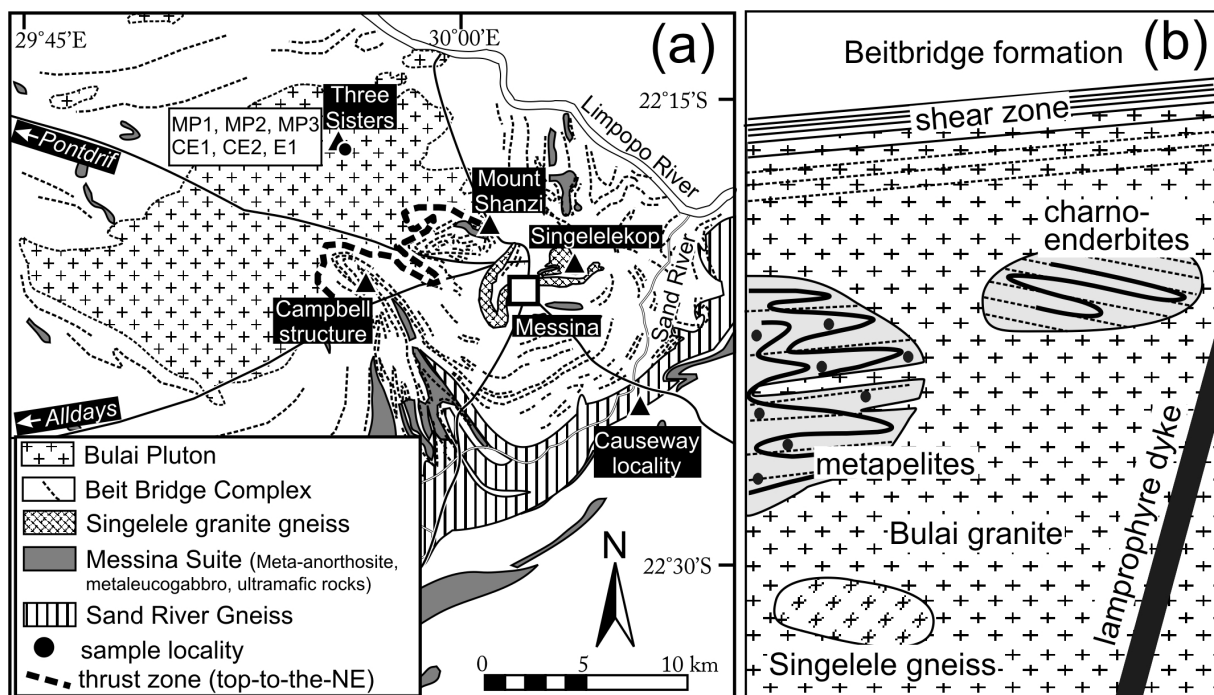 29°45'E
30°00'E
(a)
22°15'S
Three
Sisters
MP1, MP2, MP3
CE1, CE2, E1
Pontdrif
Limpopo River
Mount
Shanzi
Singelelekop
Sand River
Campbell
structure
Messina
Alldays
Causeway
locality
22°30'S
N
0 5 10 km
Bulai Pluton
Beit Bridge Complex
Singelele granite gneiss
Messina Suite (Meta-anorthosite,
metaleucogabbro, ultramafic rocks)
Sand River Gneiss
sample locality
thrust zone (top-to-the-NE)
(b)
Beitbridge formation
shear zone
charno-
enderbites
metapelites
Bulai granite
lamprophyre dyke
Singelele gneiss